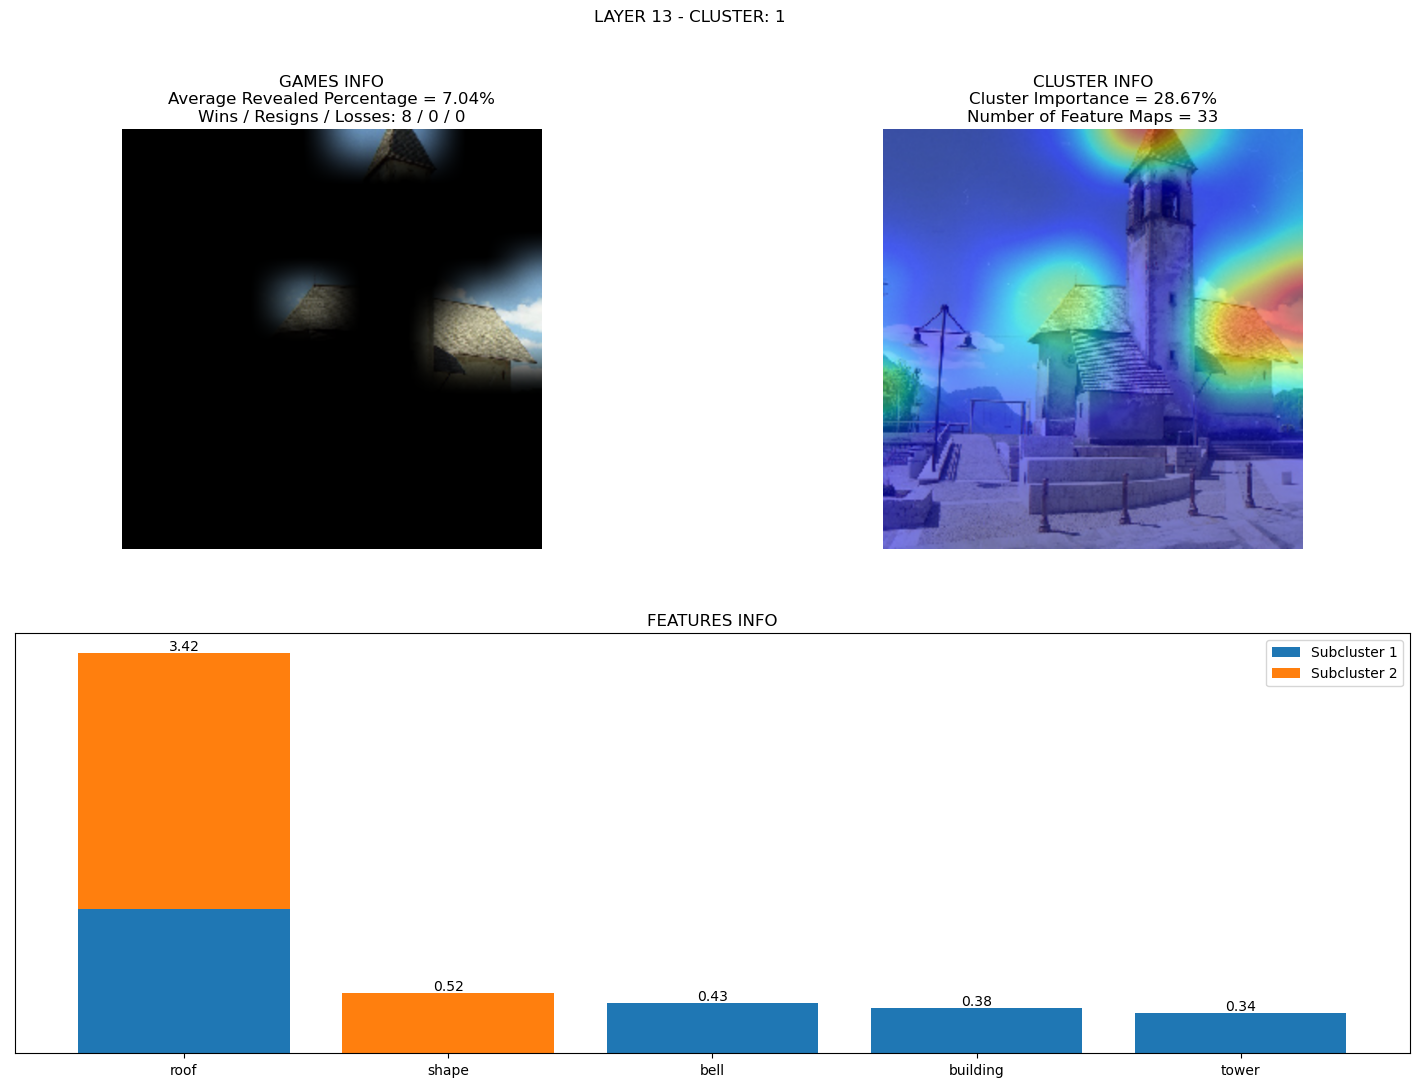 LAYER 13 - CLUSTER: 1
GAMES INFO
Average Revealed Percentage = 7.04%
Wins / Resigns / Losses: 8 / 0 / 0
CLUSTER INFO
Cluster Importance = 28.67%
Number of Feature Maps = 33
FEATURES INFO
3.42
0.52
0.43
0.38
0.34
Subcluster 1
Subcluster 2
roof
shape
bell
building
tower